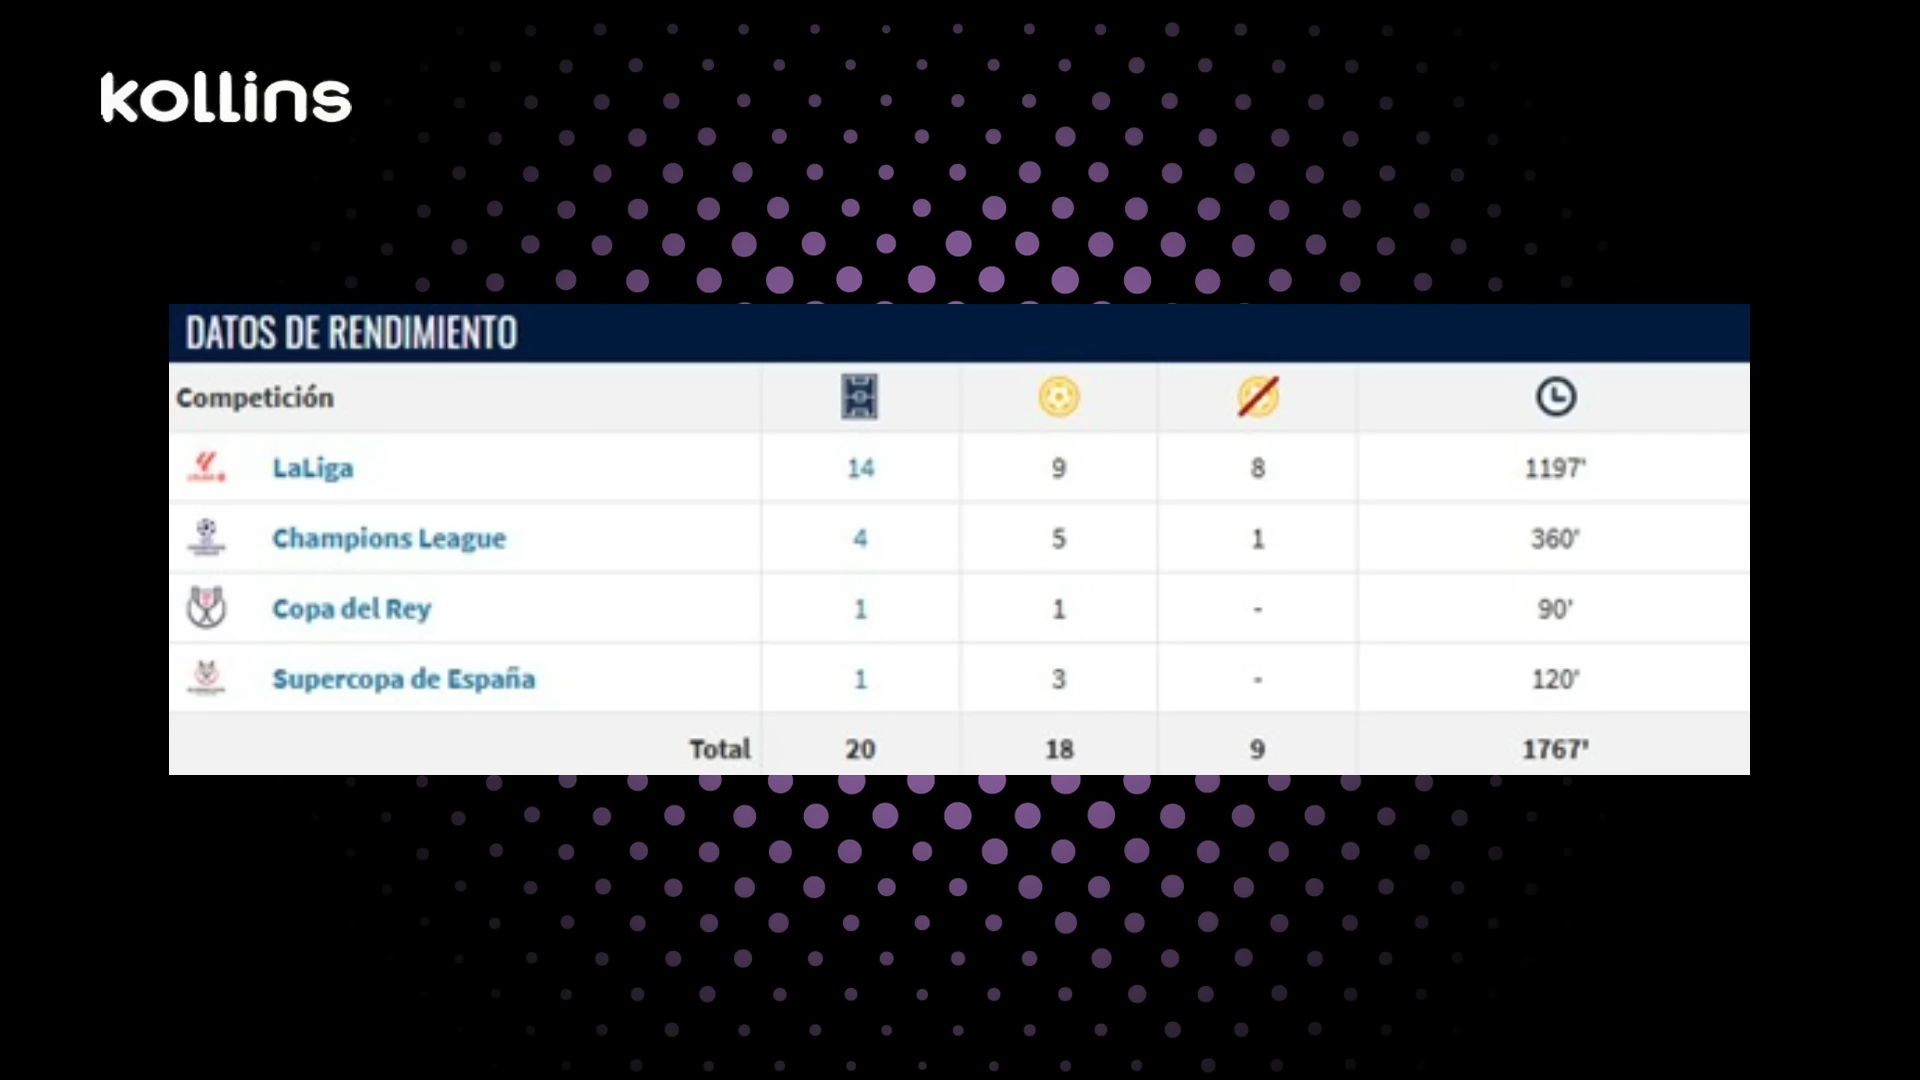 kollins
DATOS DE RENDIMIENTO
Competición
LaLiga 14 9 8 1197'
Champions League 4 5 1 360'
Copa del Rey 1 1 - 90'
Supercopa de España 1 3 - 120'
Total 20 18 9 1767'